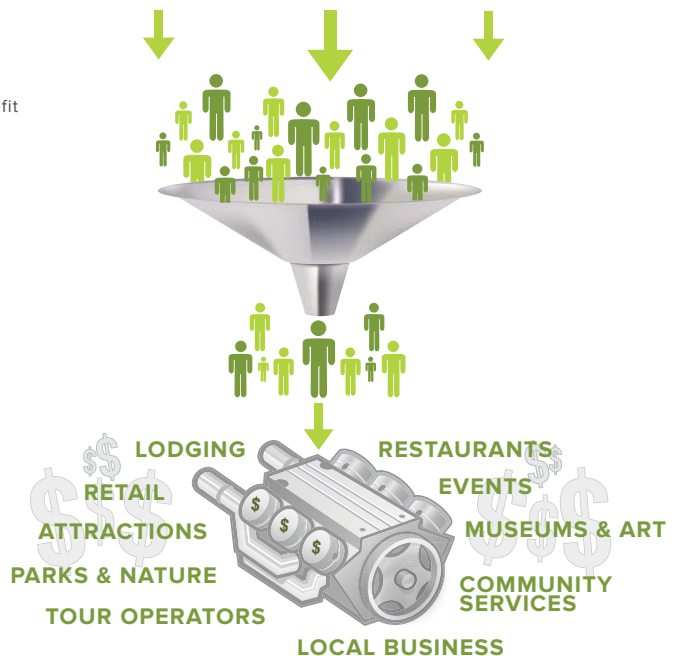 fit
LODGING
RESTAURANTS
$
$
$
RETAIL
EVENTS
$
$
$
ATTRACTIONS
MUSEUMS & ART
$
$
$
$
$
$
$
PARKS & NATURE
COMMUNITY
SERVICES
TOUR OPERATORS
LOCAL BUSINESS